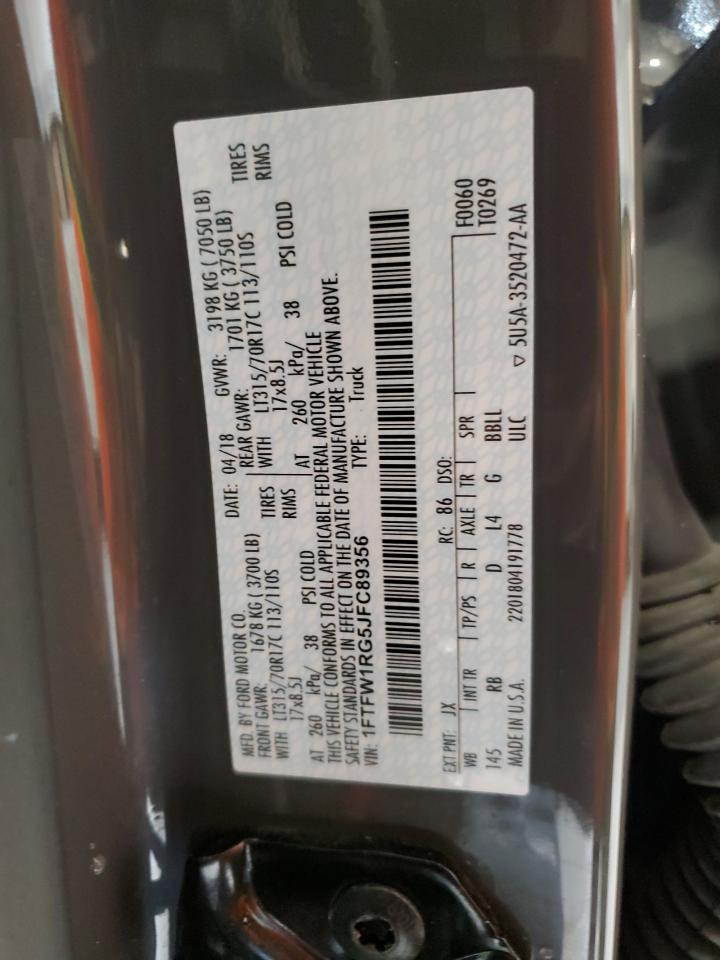 MFD. BY FORD MOTOR CO.
DATE: 04/18 GVWR: 3198 KG ( 7050 LB)
FRONT GAWR: 1678 KG ( 3700 LB) REAR GAWR: 1701 KG ( 3750 LB)
WITH LT315/70R17C 113/110S TIRES WITH LT315/70R17C 113/110S TIRES
17x8.5J RIMS 17x8.5J RIMS
AT 260 kPa/ 38 PSI COLD AT 260 kPa/ 38 PSI COLD
THIS VEHICLE CONFORMS TO ALL APPLICABLE FEDERAL MOTOR VEHICLE
SAFETY STANDARDS IN EFFECT ON THE DATE OF MANUFACTURE SHOWN ABOVE.
VIN: 1FTFW1RG5JFC89356 TYPE: Truck
EXT PNT: JX RC: 86 DSO: F0060
WB INT TR TP/PS R AXLE TR SPR T0269
145 RB D L4 G BBLL
MADE IN U.S.A. 2201804191778 ULC ▽ 5U5A-3520472-AA